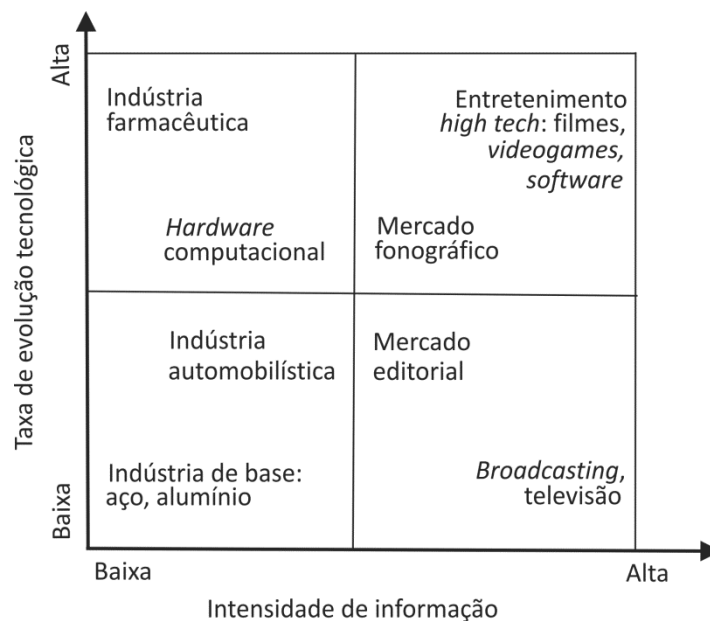 Taxa de evolução tecnológica
Alta
Baixa
Indústria
farmacêutica
Hardware
computacional
Entretenimento
high tech: filmes,
videogames,
software
Mercado
fonográfico
Indústria
automobilística
Indústria de base:
aço, alumínio
Mercado
editorial
Broadcasting,
televisão
Baixa
Alta
Intensidade de informação